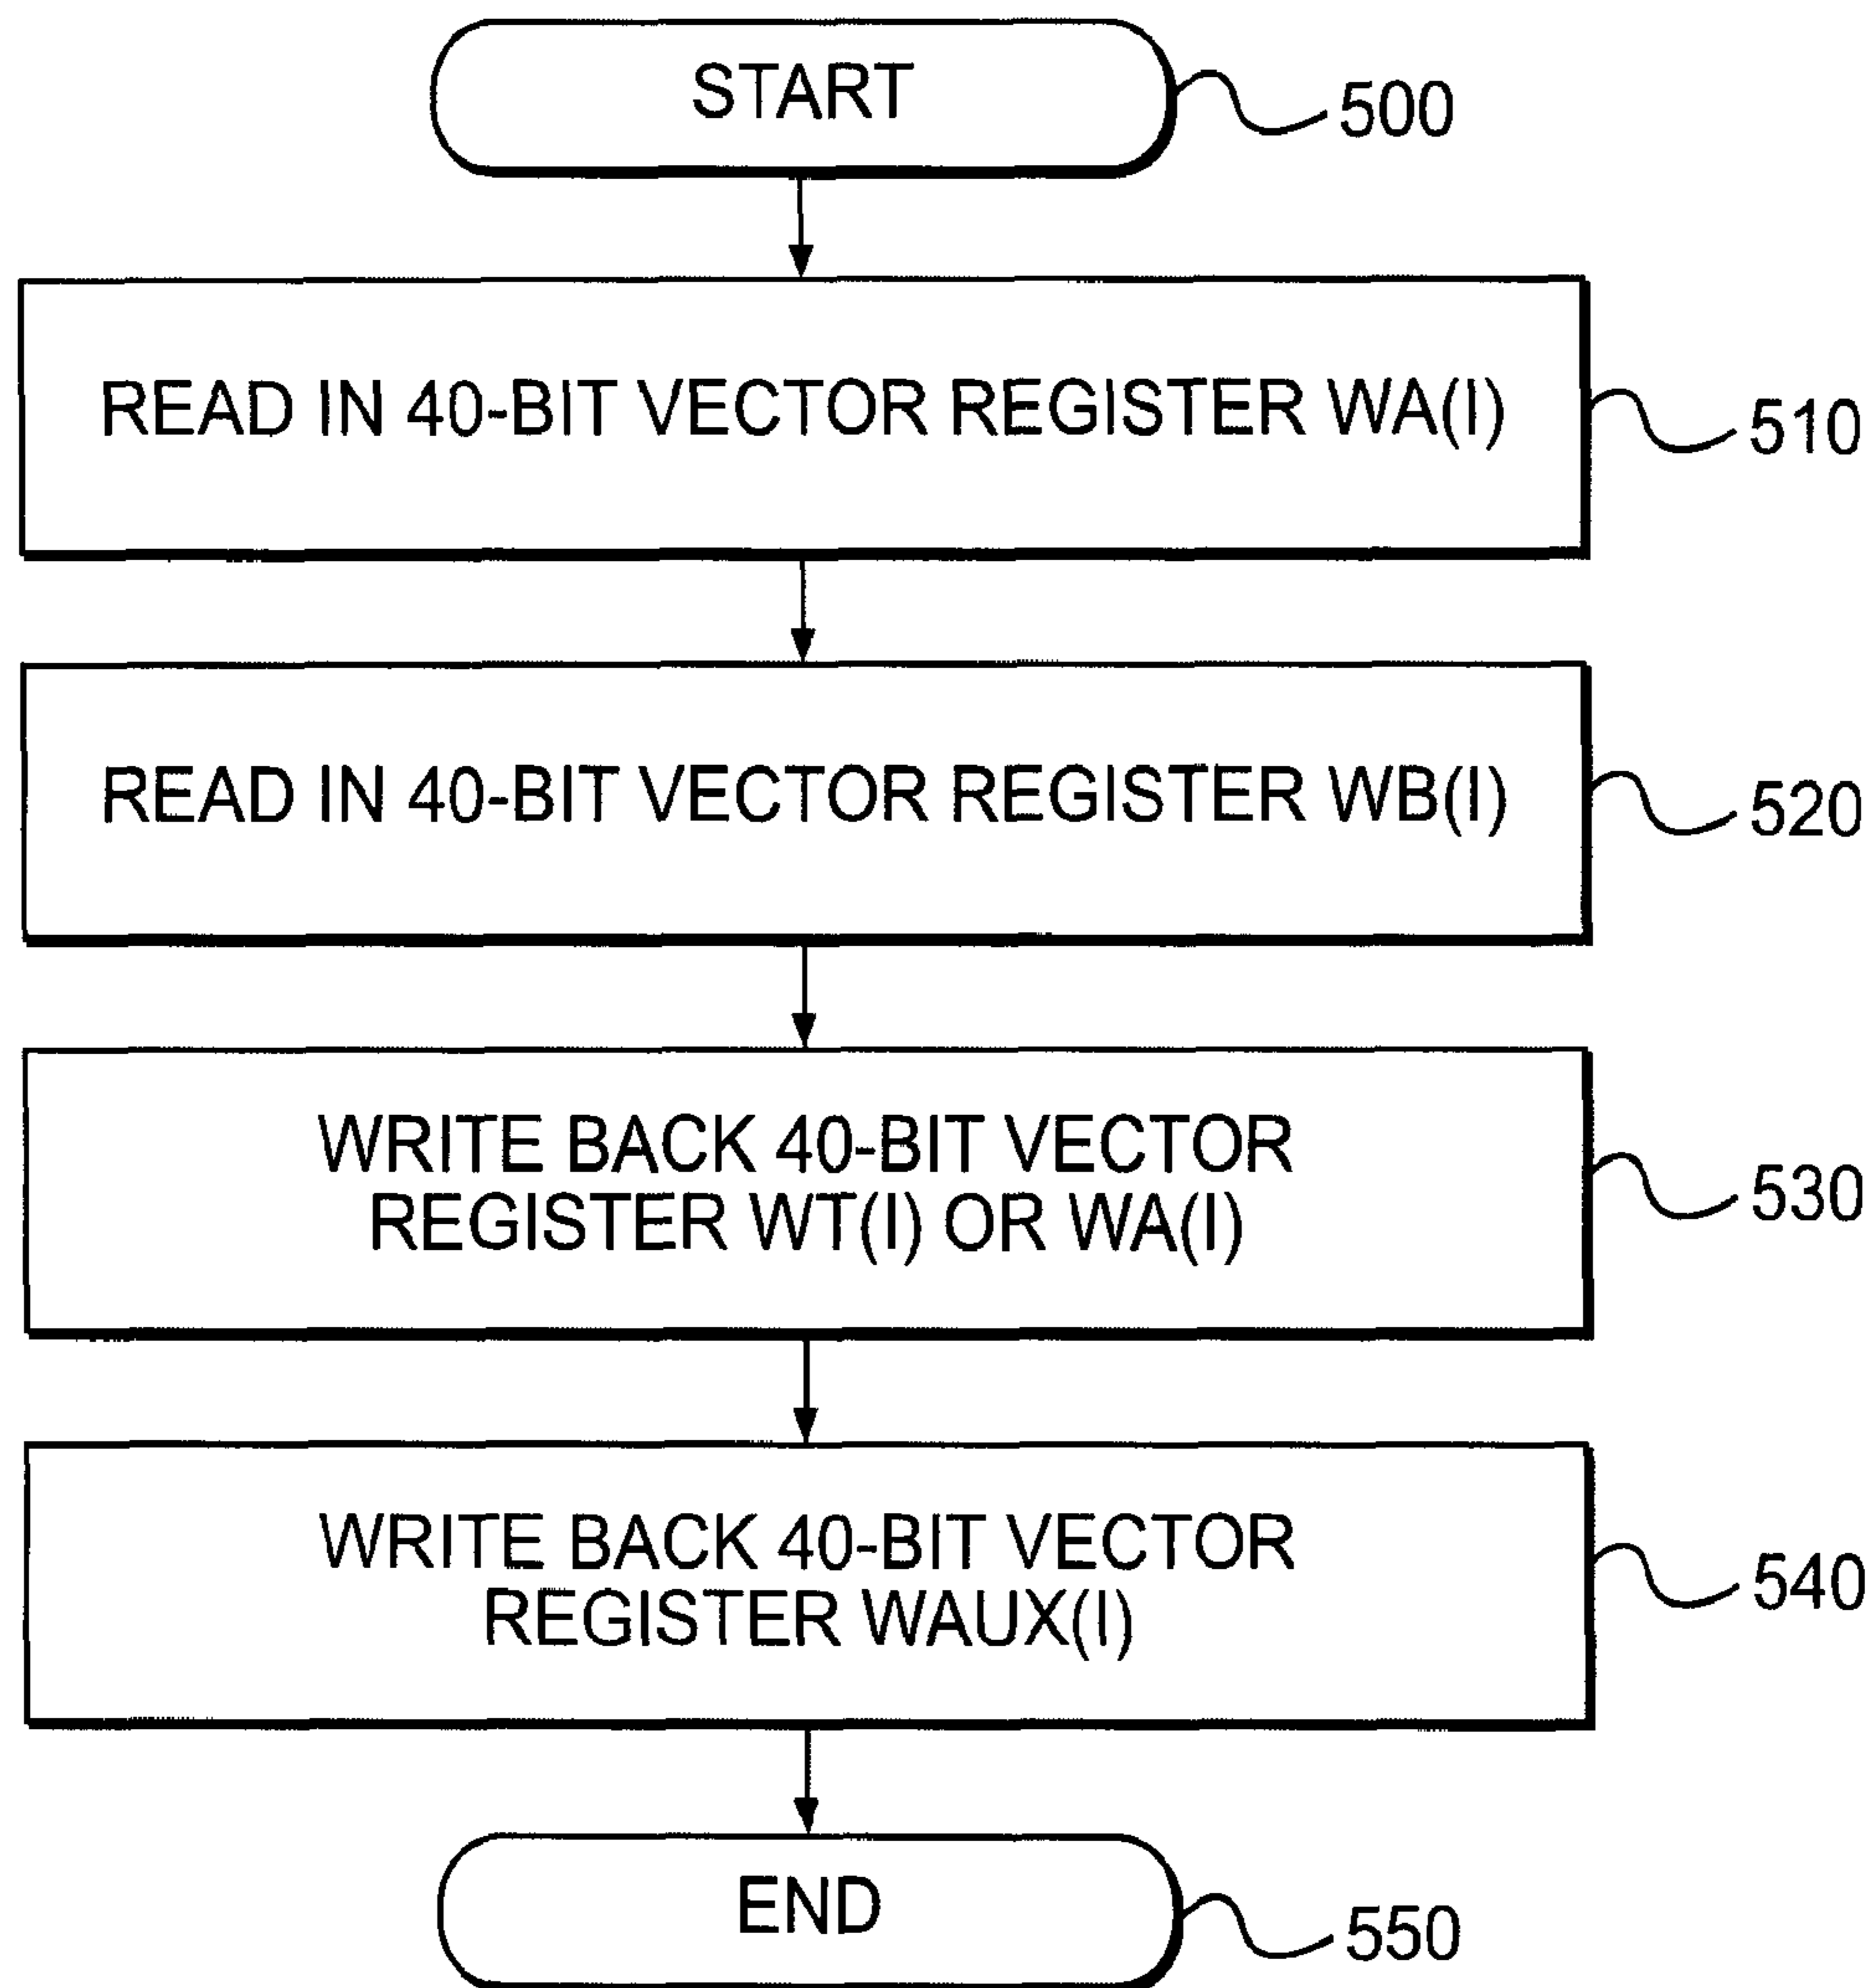 START
500
READ IN 40-BIT VECTOR REGISTER WA(I)
510
READ IN 40-BIT VECTOR REGISTER WB(I)
520
WRITE BACK 40-BIT VECTOR
REGISTER WT(I) OR WA(I)
530
WRITE BACK 40-BIT VECTOR
REGISTER WAUX(I)
540
END
550